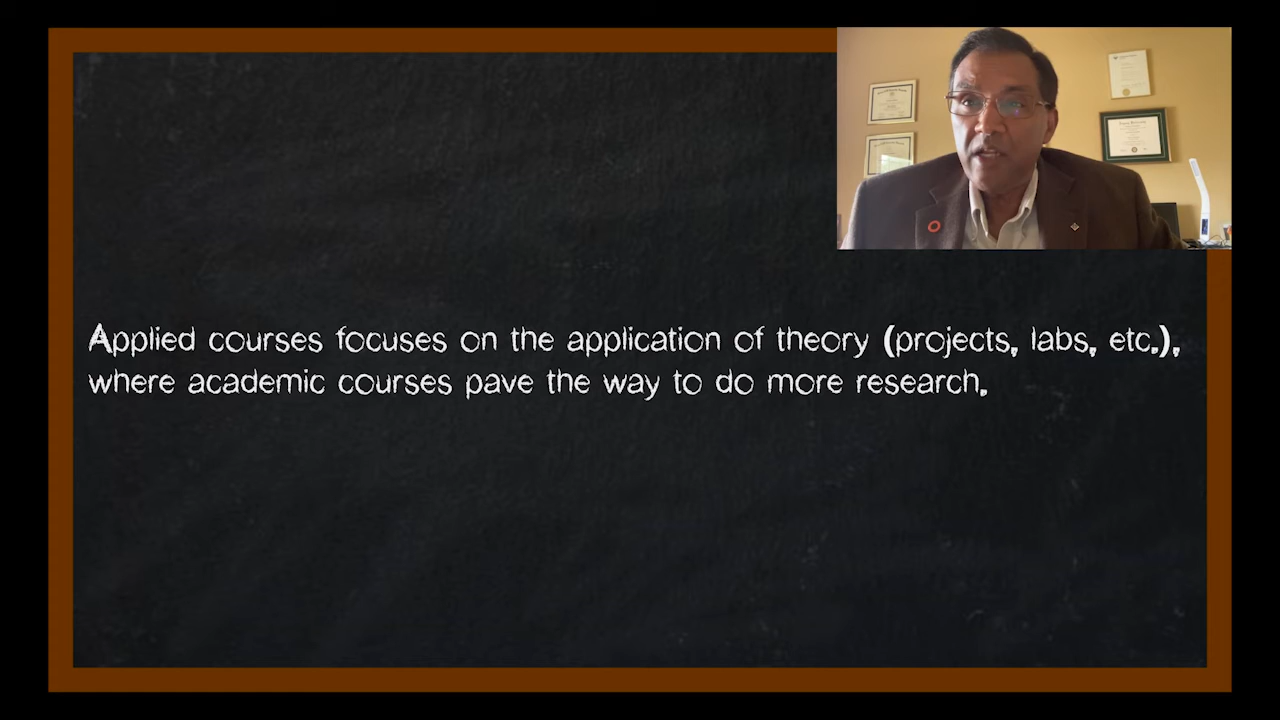 Applied courses focuses on the application of theory (projects, labs, etc.),
where academic courses pave the way to do more research.